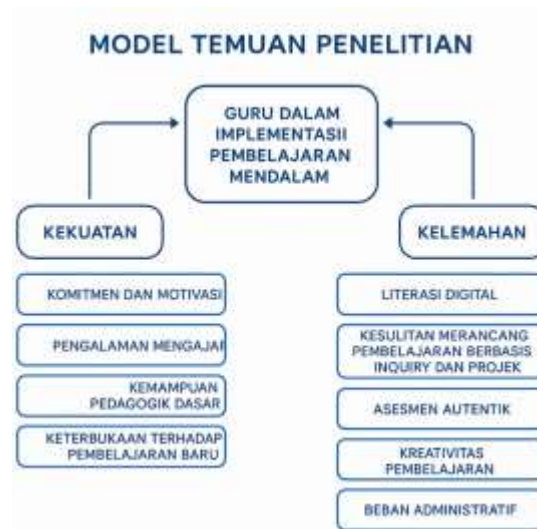 MODEL TEMUAN PENELITIAN
GURU DALAM
IMPLEMENTASII
PEMBELAJARAN
MENDALAM
KEKUATAN
KOMITMEN DAN MOTIVASI
PENGALAMAN MENGAJAR
KEMAMPUAN
PEDAGOGIK DASAR
KETERBUKAAN TERHADAP
PEMBELAJARAN BARU
KELEMAHAN
LITERASI DIGITAL
KESULITAN MERANCANG
PEMBELAJARAN BERBASIS
INQUIRY DAN PROJEK
ASESMEN AUTENTIK
KREATIVITAS
PEMBELAJARAN
BEBAN ADMINISTRATIF